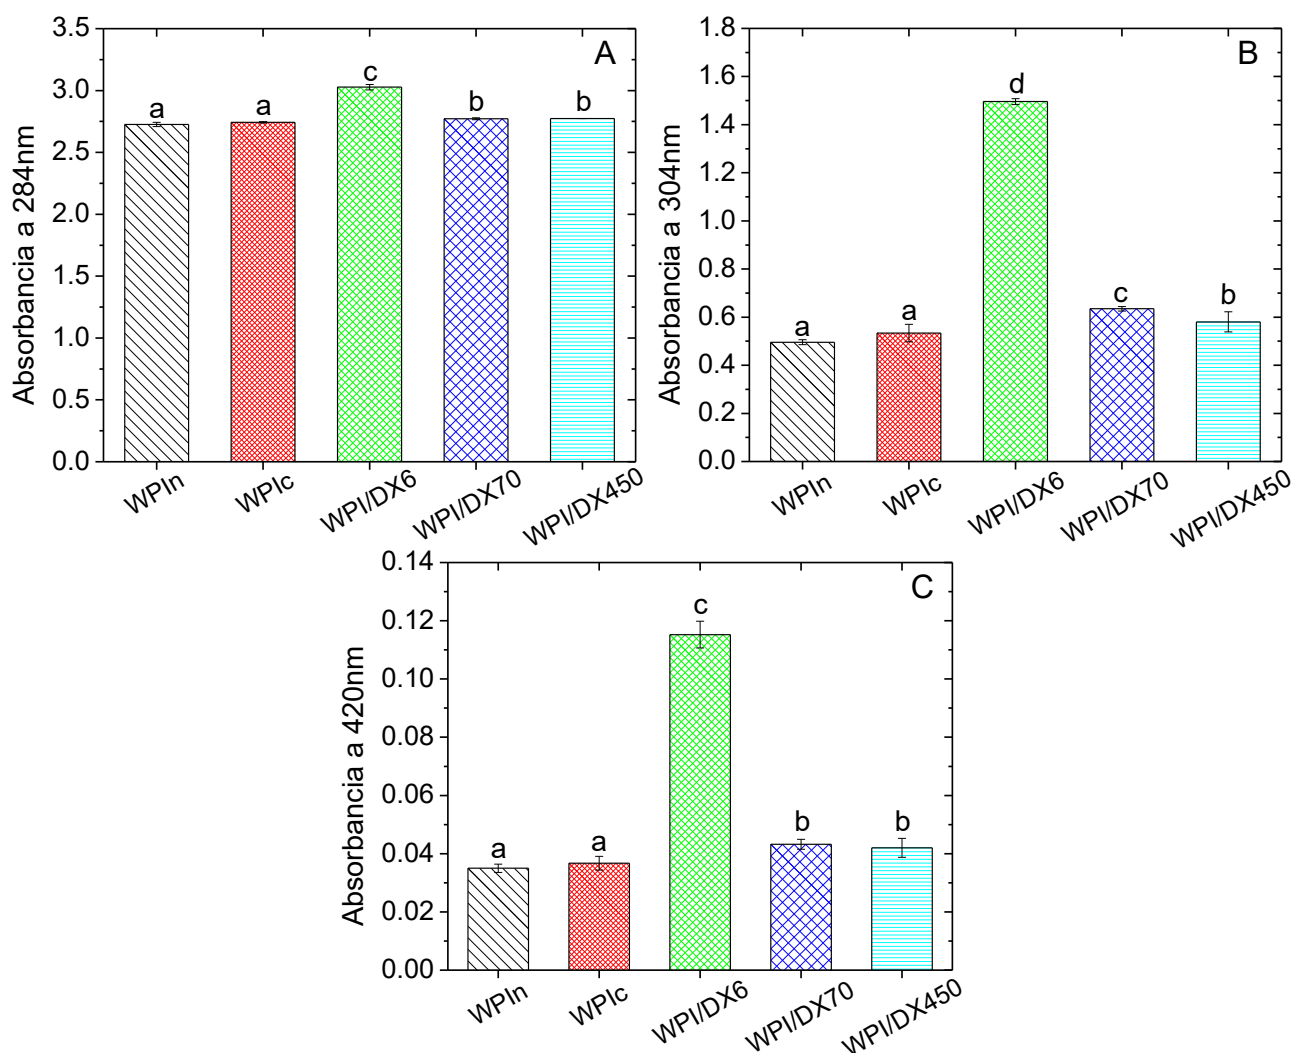 A
Absorbancia a 284nm
3.5
3.0
2.5
2.0
1.5
1.0
0.5
0.0
a
a
c
b
b
WPIn
WPIc
WPI/DX6
WPI/DX70
WPI/DX450
B
Absorbancia a 304nm
1.8
1.6
1.4
1.2
1.0
0.8
0.6
0.4
0.2
0.0
a
a
d
c
b
WPIn
WPIc
WPI/DX6
WPI/DX70
WPI/DX450
C
Absorbancia a 420nm
0.14
0.12
0.10
0.08
0.06
0.04
0.02
0.00
a
a
c
b
b
WPIn
WPIc
WPI/DX6
WPI/DX70
WPI/DX450